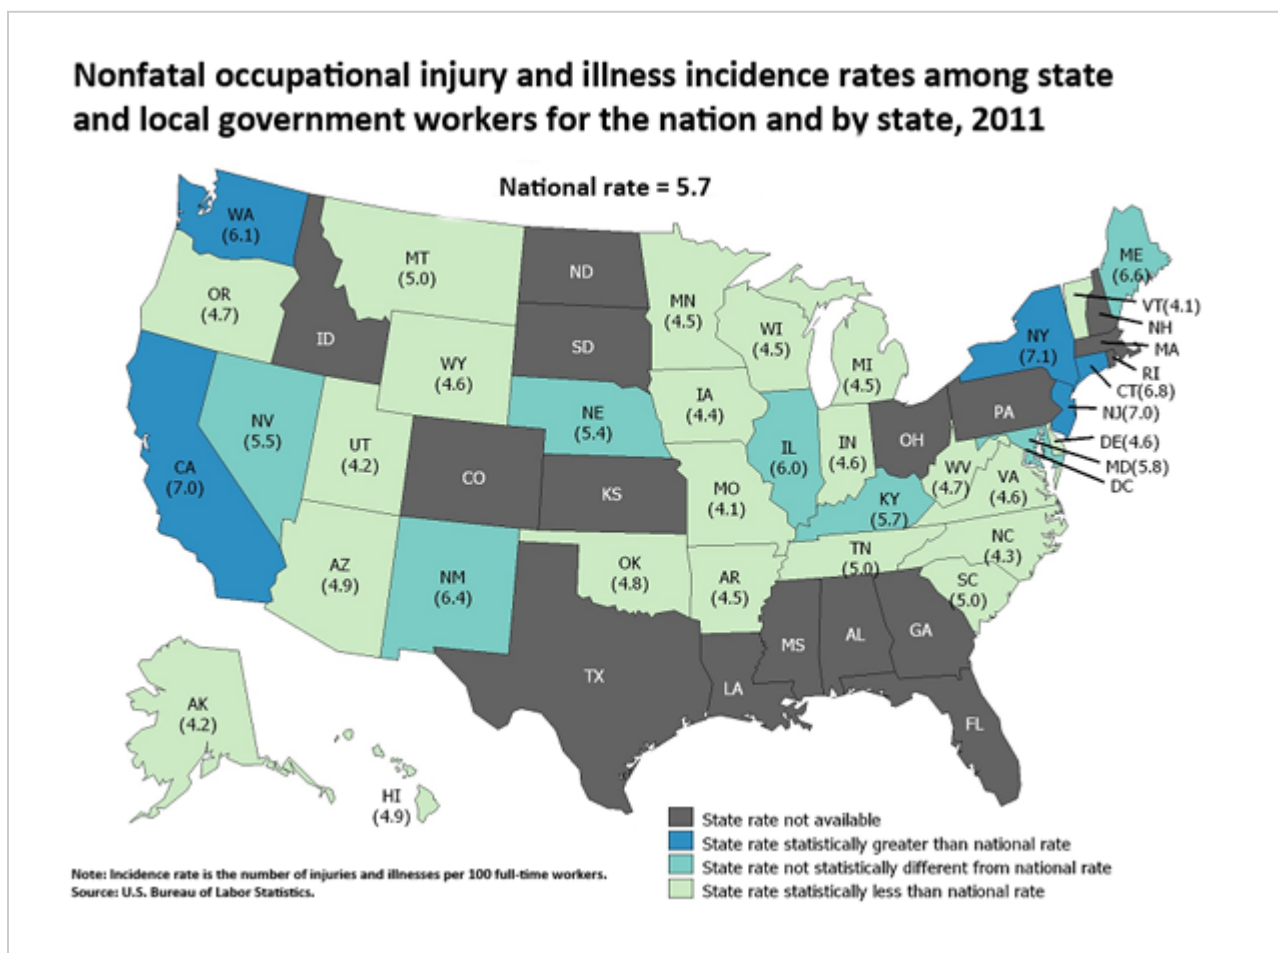 Nonfatal occupational injury and illness incidence rates among state
and local government workers for the nation and by state, 2011
National rate = 5.7
WA
(6.1)
MT
(5.0)
ND
OR
(4.7)
ID
MN
(4.5)
WI
(4.5)
MI
(4.5)
ME
(6.6)
VT(4.1)
NH
MA
RI
CT(6.8)
NJ(7.0)
NY
(7.1)
SD
WY
(4.6)
IA
(4.4)
NE
(5.4)
NV
(5.5)
UT
(4.2)
CA
(7.0)
CO
KS
MO
(4.1)
IL
(6.0)
IN
(4.6)
OH
PA
DE(4.6)
MD(5.8)
DC
WV
(4.7)
VA
(4.6)
KY
(5.7)
NC
(4.3)
TN
(5.0)
SC
(5.0)
AZ
(4.9)
NM
(6.4)
OK
(4.8)
AR
(4.5)
MS
AL
GA
TX
LA
FL
AK
(4.2)
HI
(4.9)
State rate not available
State rate statistically greater than national rate
State rate not statistically different from national rate
State rate statistically less than national rate
Note: Incidence rate is the number of injuries and illnesses per 100 full-time workers.
Source: U.S. Bureau of Labor Statistics.